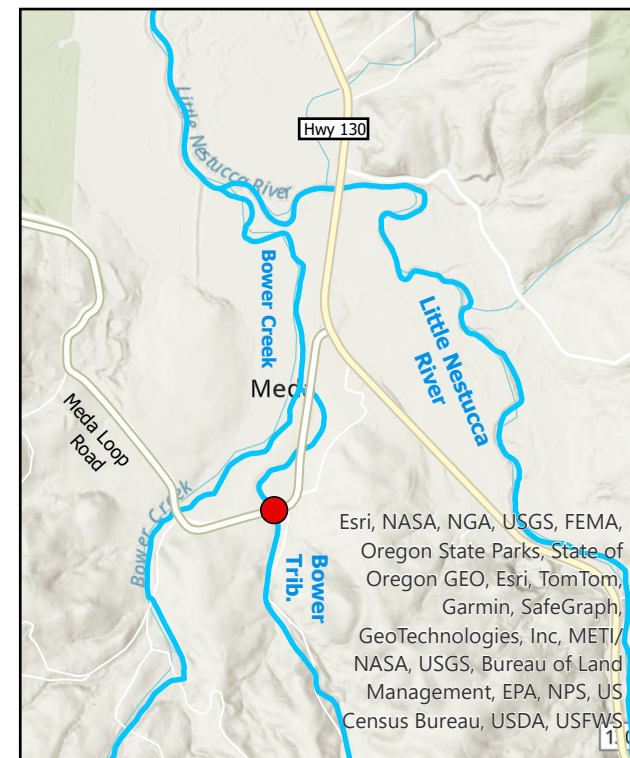 Hwy 130
Little Nestucca River
Bower Creek
Little Nestucca
River
Meda
Meda Loop
Road
Bower Creek
Bower
Trib.
Esri, NASA, NGA, USGS, FEMA,
Oregon State Parks, State of
Oregon GEO, Esri, TomTom,
Garmin, SafeGraph,
GeoTechnologies, Inc, METI/
NASA, USGS, Bureau of Land
Management, EPA, NPS, US
Census Bureau, USDA, USFWS